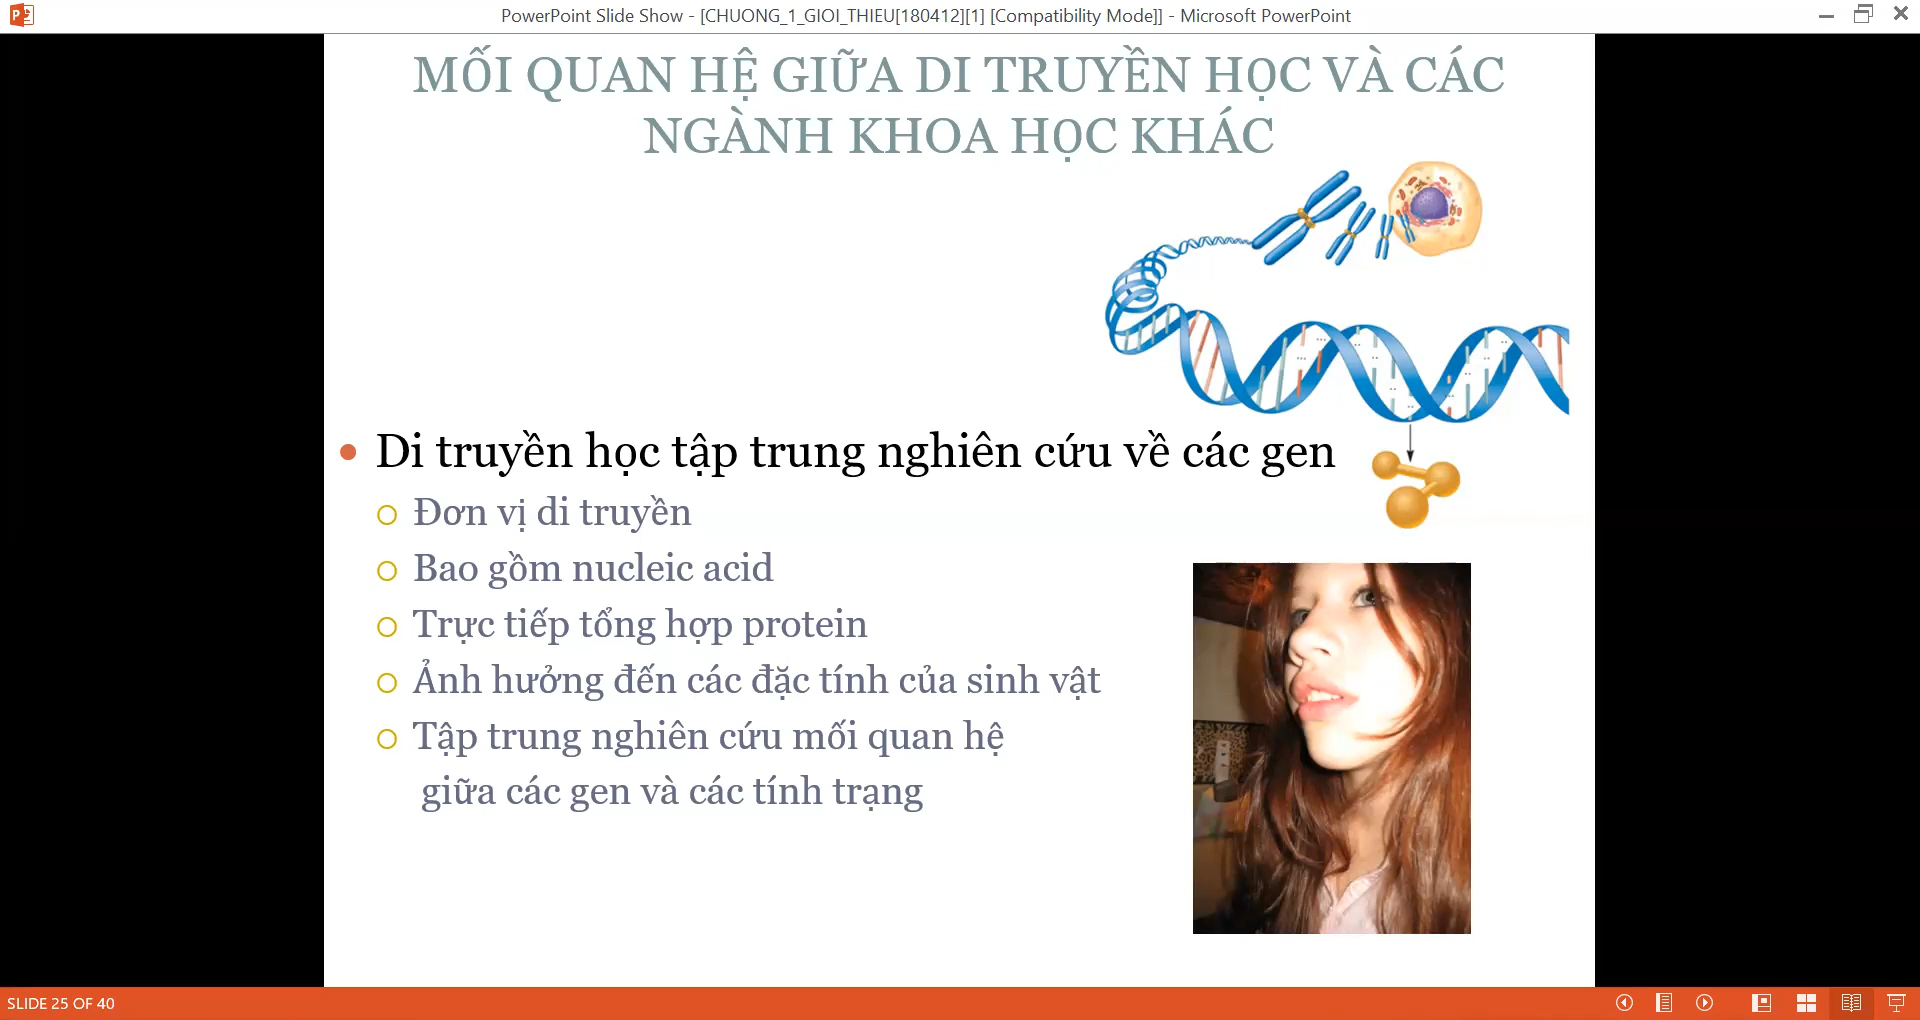 PowerPoint Slide Show - [CHUONG_1_GIOI_THIEU[180412][1] [Compatibility Mode]] - Microsoft PowerPoint
MỐI QUAN HỆ GIỮA DI TRUYỀN HỌC VÀ CÁC
NGÀNH KHOA HỌC KHÁC
Di truyền học tập trung nghiên cứu về các gen
Đơn vị di truyền
Bao gồm nucleic acid
Trực tiếp tổng hợp protein
Ảnh hưởng đến các đặc tính của sinh vật
Tập trung nghiên cứu mối quan hệ
giữa các gen và các tính trạng
SLIDE 25 OF 40